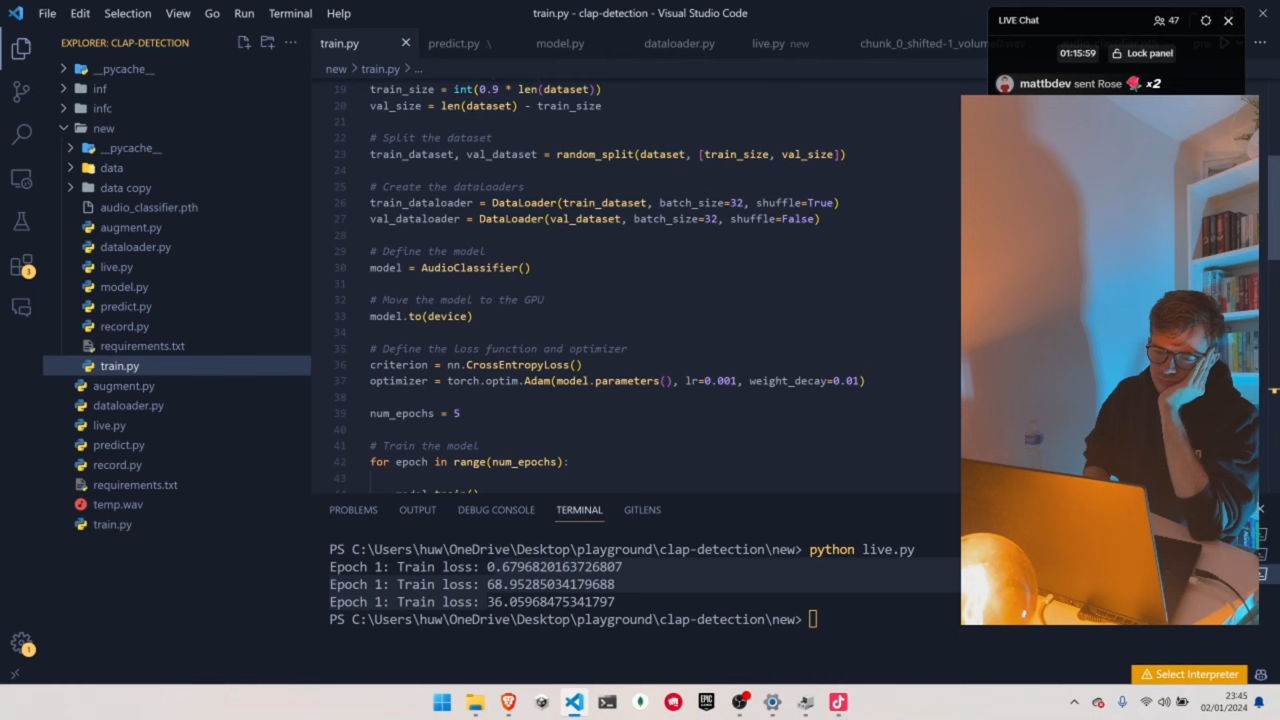 File Edit Selection View Go Run Terminal Help
train.py - clap-detection - Visual Studio Code
LIVE Chat
47
01:15:59
Lock panel
mattbdev sent Rose x2
EXPLORER: CLAP-DETECTION
__pycache__
inf
infc
new
__pycache__
data
data copy
audio_classifier.pth
augment.py
dataloader.py
live.py
model.py
predict.py
record.py
requirements.txt
train.py
augment.py
dataloader.py
live.py
predict.py
record.py
requirements.txt
temp.wav
train.py
3
1
train.py predict.py .\ model.py dataloader.py live.py new
new > train.py > ...
19 train_size = int(0.9 * len(dataset))
20 val_size = len(dataset) - train_size
21
22 # Split the dataset
23 train_dataset, val_dataset = random_split(dataset, [train_size, val_size])
24
25 # Create the dataloaders
26 train_dataloader = DataLoader(train_dataset, batch_size=32, shuffle=True)
27 val_dataloader = DataLoader(val_dataset, batch_size=32, shuffle=False)
28
29 # Define the model
30 model = AudioClassifier()
31
32 # Move the model to the GPU
33 model.to(device)
34
35 # Define the loss function and optimizer
36 criterion = nn.CrossEntropyLoss()
37 optimizer = torch.optim.Adam(model.parameters(), lr=0.001, weight_decay=0.01)
38
39 num_epochs = 5
40
41 # Train the model
42 for epoch in range(num_epochs):
43
PROBLEMS OUTPUT DEBUG CONSOLE TERMINAL GITLENS
PS C:\Users\huw\OneDrive\Desktop\playground\clap-detection\new> python live.py
Epoch 1: Train loss: 0.6796820163726807
Epoch 1: Train loss: 68.95285034179688
Epoch 1: Train loss: 36.05968475341797
PS C:\Users\huw\OneDrive\Desktop\playground\clap-detection\new>
Select Interpreter
EPIC GAMES
23:45
02/01/2024